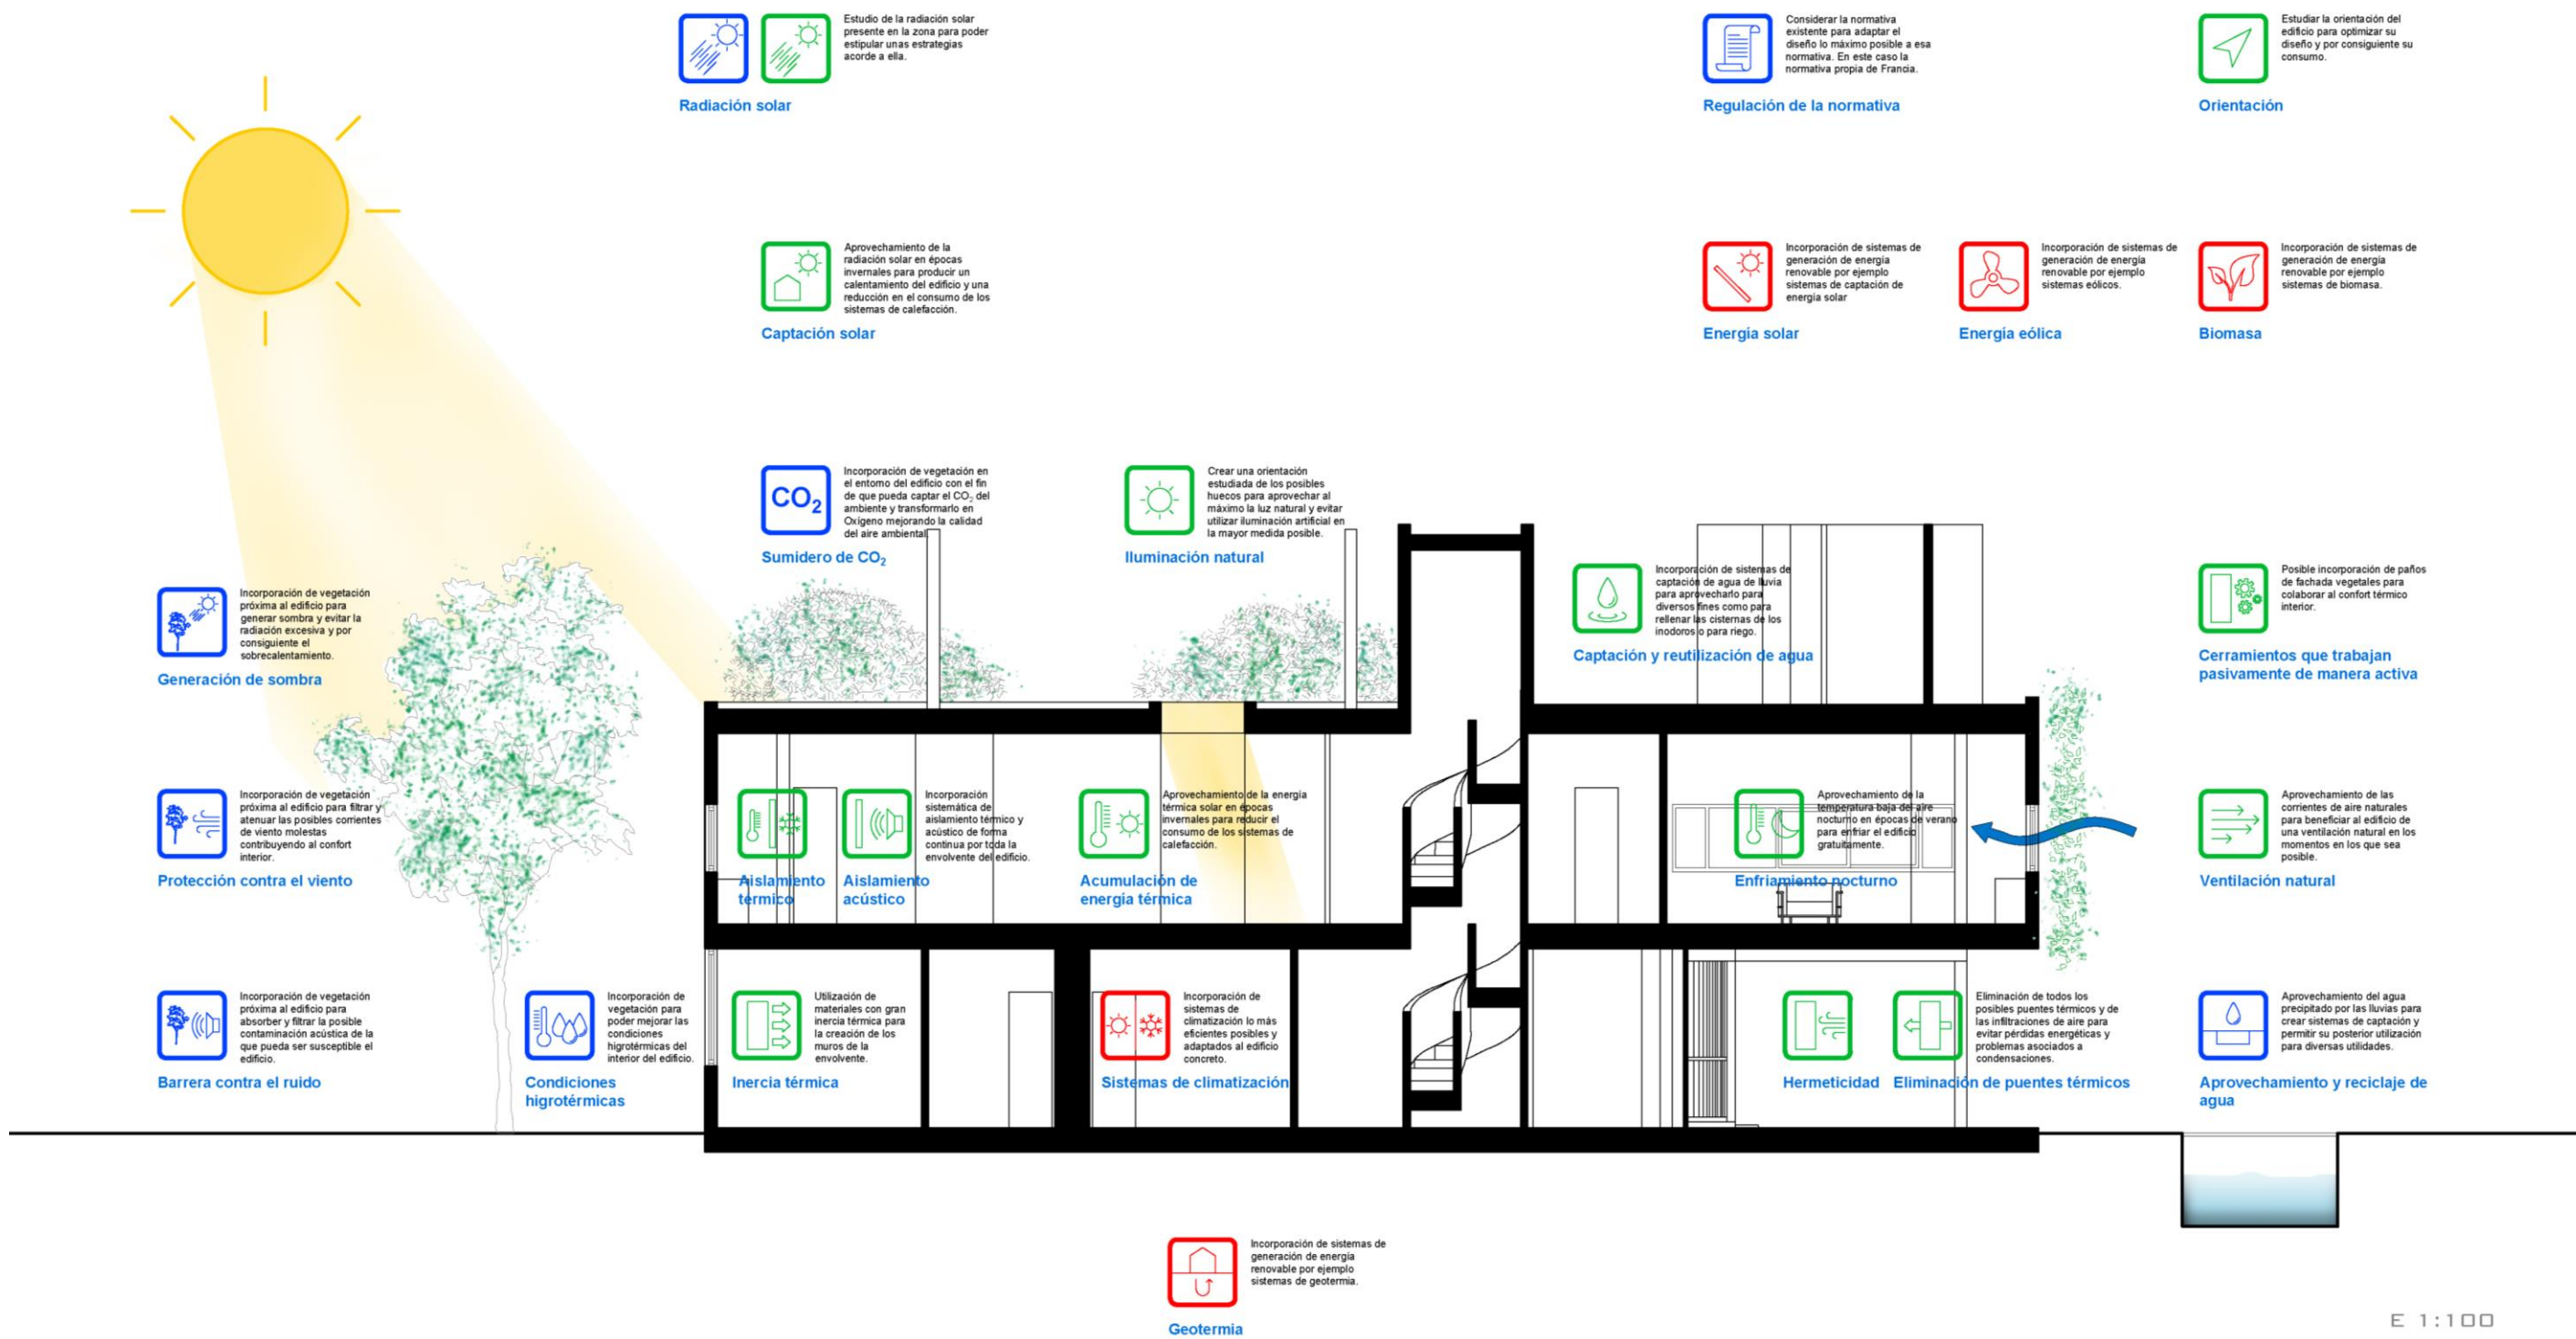 Estudio de la radiación solar
presente en la zona para poder
estipular unas estrategias
acorde a ella.
Radiación solar
Considerar la normativa
existente para adaptar el
diseño lo máximo posible a esa
normativa. En este caso la
normativa propia de Francia.
Regulación de la normativa
Estudiar la orientación del
edificio para optimizar su
diseño y por consiguiente su
consumo.
Orientación
Aprovechamiento de la
radiación solar en épocas
invernales para producir un
calentamiento del edificio y una
reducción en el consumo de los
sistemas de calefacción.
Captación solar
Incorporación de sistemas de
generación de energía
renovable por ejemplo
sistemas de captación de
energía solar
Energía solar
Incorporación de sistemas de
generación de energía
renovable por ejemplo
sistemas eólicos.
Energía eólica
Incorporación de sistemas de
generación de energía
renovable por ejemplo
sistemas de biomasa.
Biomasa
CO₂
Incorporación de vegetación en
el entorno del edificio con el fin
de que pueda captar el CO₂ del
ambiente y transformarlo en
Oxígeno mejorando la calidad
del aire ambiental.
Sumidero de CO₂
Crear una orientación
estudiada de los posibles
huecos para aprovechar al
máximo la luz natural y evitar
utilizar iluminación artificial en
la mayor medida posible.
Iluminación natural
Incorporación de vegetación
próxima al edificio para
generar sombra y evitar la
radiación excesiva y por
consiguiente el
sobrecalentamiento.
Generación de sombra
Incorporación de sistemas de
captación de agua de lluvia
para aprovecharlo para
diversos fines como para
rellenar las cisternas de los
inodoros o para riego.
Captación y reutilización de agua
Posible incorporación de paños
de fachada vegetales para
colaborar al confort térmico
interior.
Cerramientos que trabajan
pasivamente de manera activa
Incorporación de vegetación
próxima al edificio para filtrar y
atenuar las posibles corrientes
de viento molestas
contribuyendo al confort
interior.
Protección contra el viento
Aislamiento
térmico
Incorporación
sistemática de
aislamiento térmico y
acústico de forma
continua por toda la
envolvente del edificio.
Aislamiento
acústico
Aprovechamiento de la energía
térmica solar en épocas
invernales para reducir el
consumo de los sistemas de
calefacción.
Acumulación de
energía térmica
Aprovechamiento de la
temperatura baja del aire
nocturno en épocas de verano
para enfriar el edificio
gratuitamente.
Enfriamiento nocturno
Aprovechamiento de las
corrientes de aire naturales
para beneficiar al edificio de
una ventilación natural en los
momentos en los que sea
posible.
Ventilación natural
Incorporación de vegetación
próxima al edificio para
absorber y filtrar la posible
contaminación acústica de la
que pueda ser susceptible el
edificio.
Barrera contra el ruido
Incorporación de
vegetación para
poder mejorar las
condiciones
higrotérmicas del
interior del edificio.
Condiciones
higrotérmicas
Utilización de
materiales con gran
inercia térmica para
la creación de los
muros de la
envolvente.
Inercia térmica
Incorporación de
sistemas de
climatización lo más
eficientes posibles y
adaptados al edificio
concreto.
Sistemas de climatización
Hermeticidad
Eliminación de todos los
posibles puentes térmicos y de
las infiltraciones de aire para
evitar pérdidas energéticas y
problemas asociados a
condensaciones.
Eliminación de puentes térmicos
Aprovechamiento del agua
precipitado por las lluvias para
crear sistemas de captación y
permitir su posterior utilización
para diversas utilidades.
Aprovechamiento y reciclaje de
agua
Incorporación de sistemas de
generación de energía
renovable por ejemplo
sistemas de geotermia.
Geotermia
E 1:100